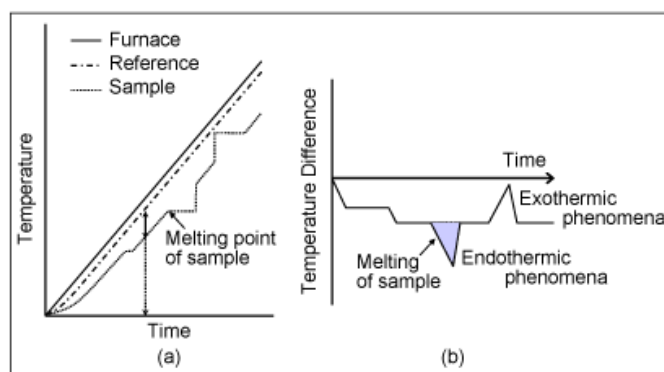 Furnace
Reference
Sample
Temperature
Melting point
of sample
Time
(a)
Temperature Difference
Time
Exothermic
phenomena
Melting
of sample
Endothermic
phenomena
(b)